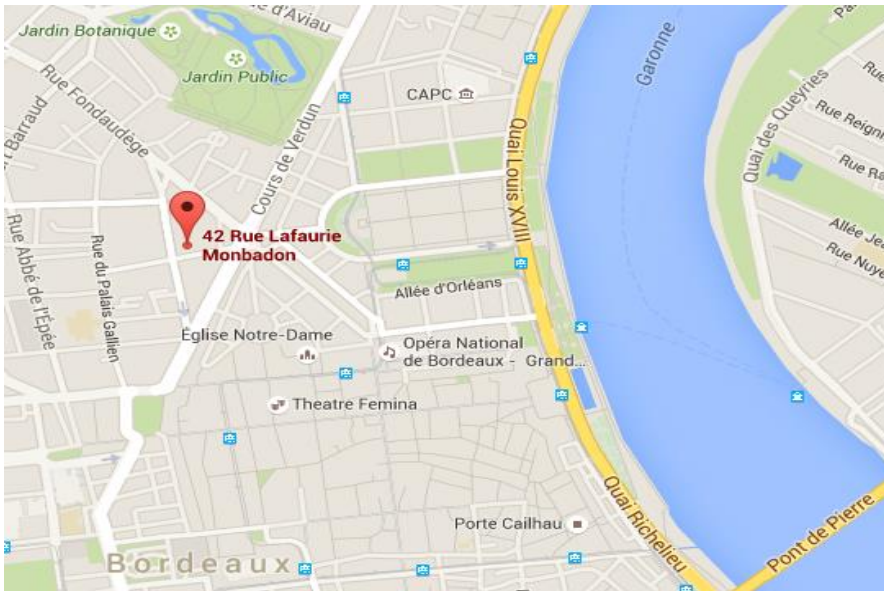 Jardin Botanique
e d'Aviau
Jardin Public
Rue Fondaudège
rt Barraud
CAPC
Cours de Verdun
Garonne
Quai des Queyries
Rue Reign
Rue Ra
Quai Louis XVIII
42 Rue Lafaurie
Monbadon
Rue Abbé de l'Épée
Rue du Palais Gallien
Allée Je
Rue Nuye
Allée d'Orléans
Église Notre-Dame
Opéra National
de Bordeaux - Grand...
Theatre Femina
Porte Cailhau
Quai Richelieu
Pont de Pierre
Bordeaux